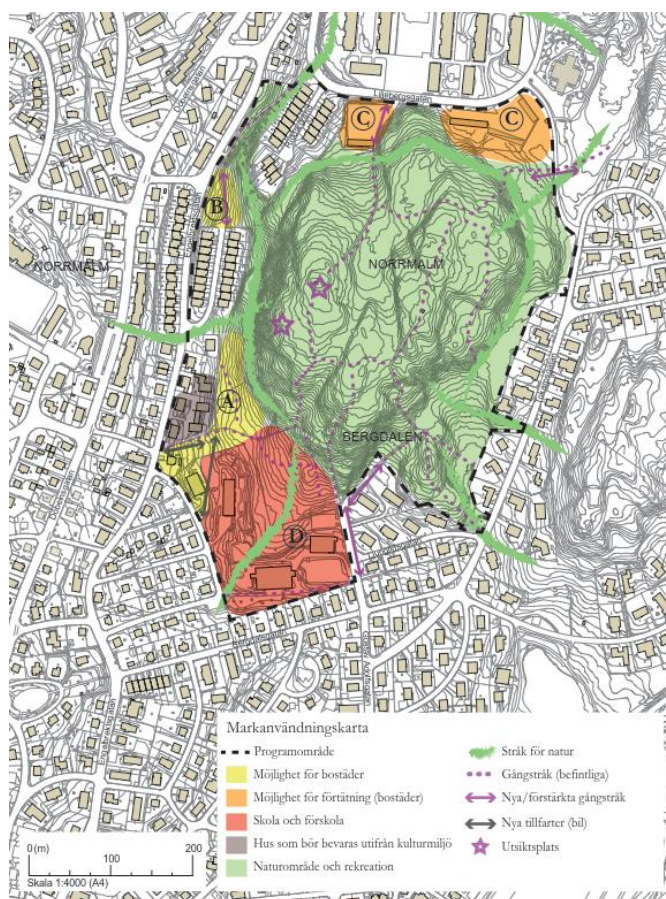 Liljebergsgatan
C
C
B
NORRMALM
NORRMALM
A
BERGDALEN
D
Engelbrektsgatan
Markanvändningskarta
Programområde
Möjlighet för bostäder
Möjlighet för förtätning (bostäder)
Skola och förskola
Hus som bör bevaras utifrån kulturmiljö
Naturområde och rekreation
Stråk för natur
Gångstråk (befintliga)
Nya/förstärkta gångstråk
Nya tillfarter (bil)
Utsiktsplats
0 (m)
100
200
Skala 1:4000 (A4)